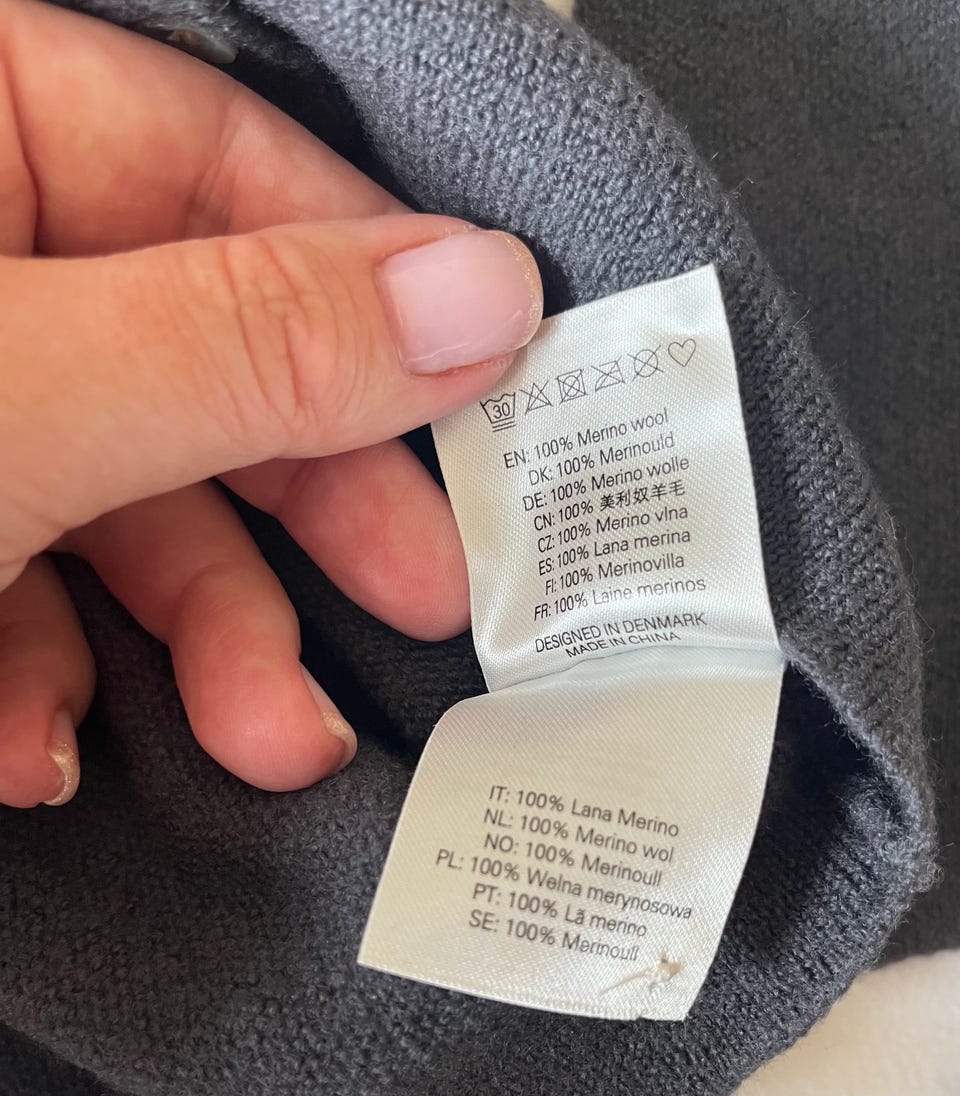 30
EN: 100% Merino wool
DK: 100% Merinould
DE: 100% Merino wolle
CN: 100% 美利奴羊毛
CZ: 100% Merino vlna
ES: 100% Lana merina
FI: 100% Merinovilla
FR: 100% Laine merinos
DESIGNED IN DENMARK
MADE IN CHINA
IT: 100% Lana Merino
NL: 100% Merino wol
NO: 100% Merinoull
PL: 100% Wełna merynosowa
PT: 100% Lã merino
SE: 100% Merinoull